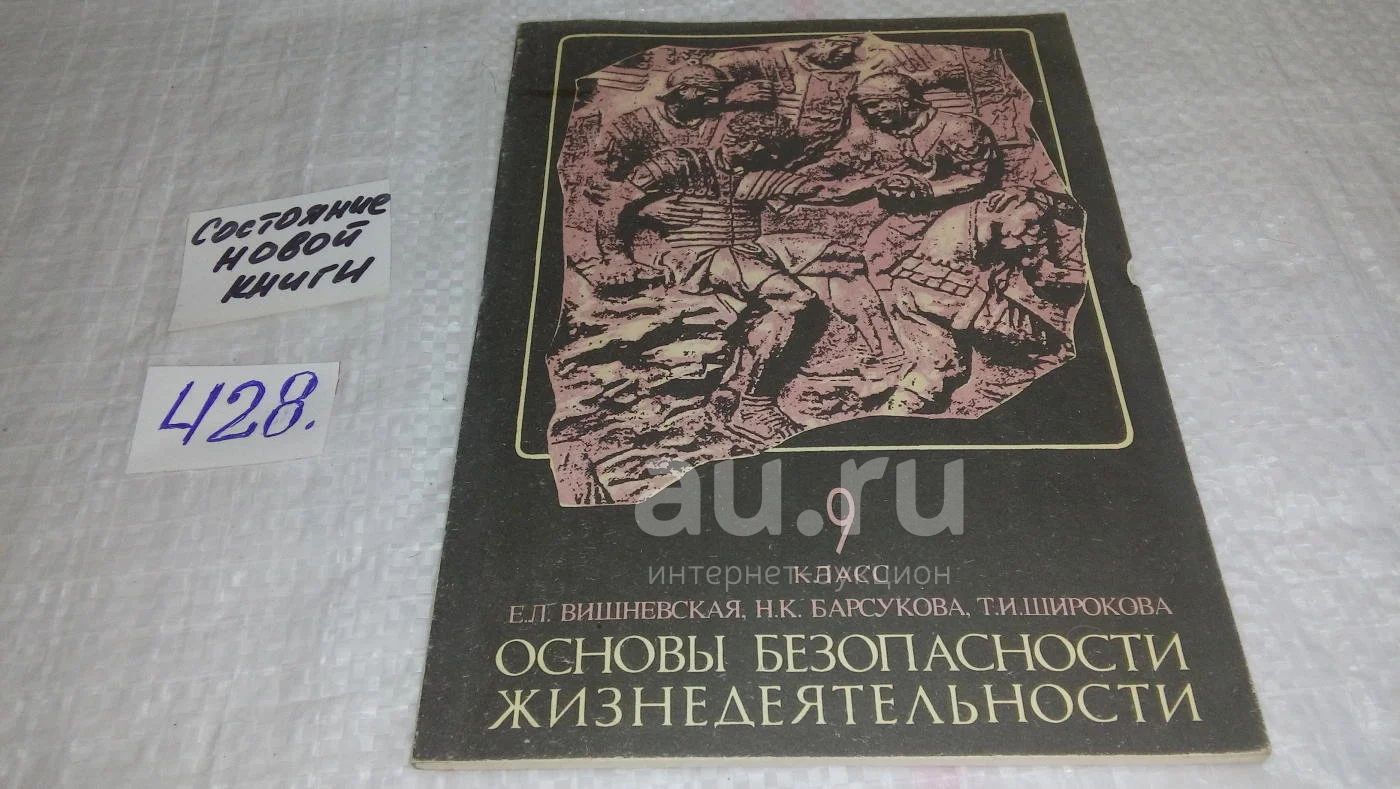 Состояние
новой
книги
428.
au.ru
интернет-аукцион
9
КЛАСС
Е.Л. ВИШНЕВСКАЯ, Н.К. БАРСУКОВА, Т.И.ШИРОКОВА
ОСНОВЫ БЕЗОПАСНОСТИ
ЖИЗНЕДЕЯТЕЛЬНОСТИ